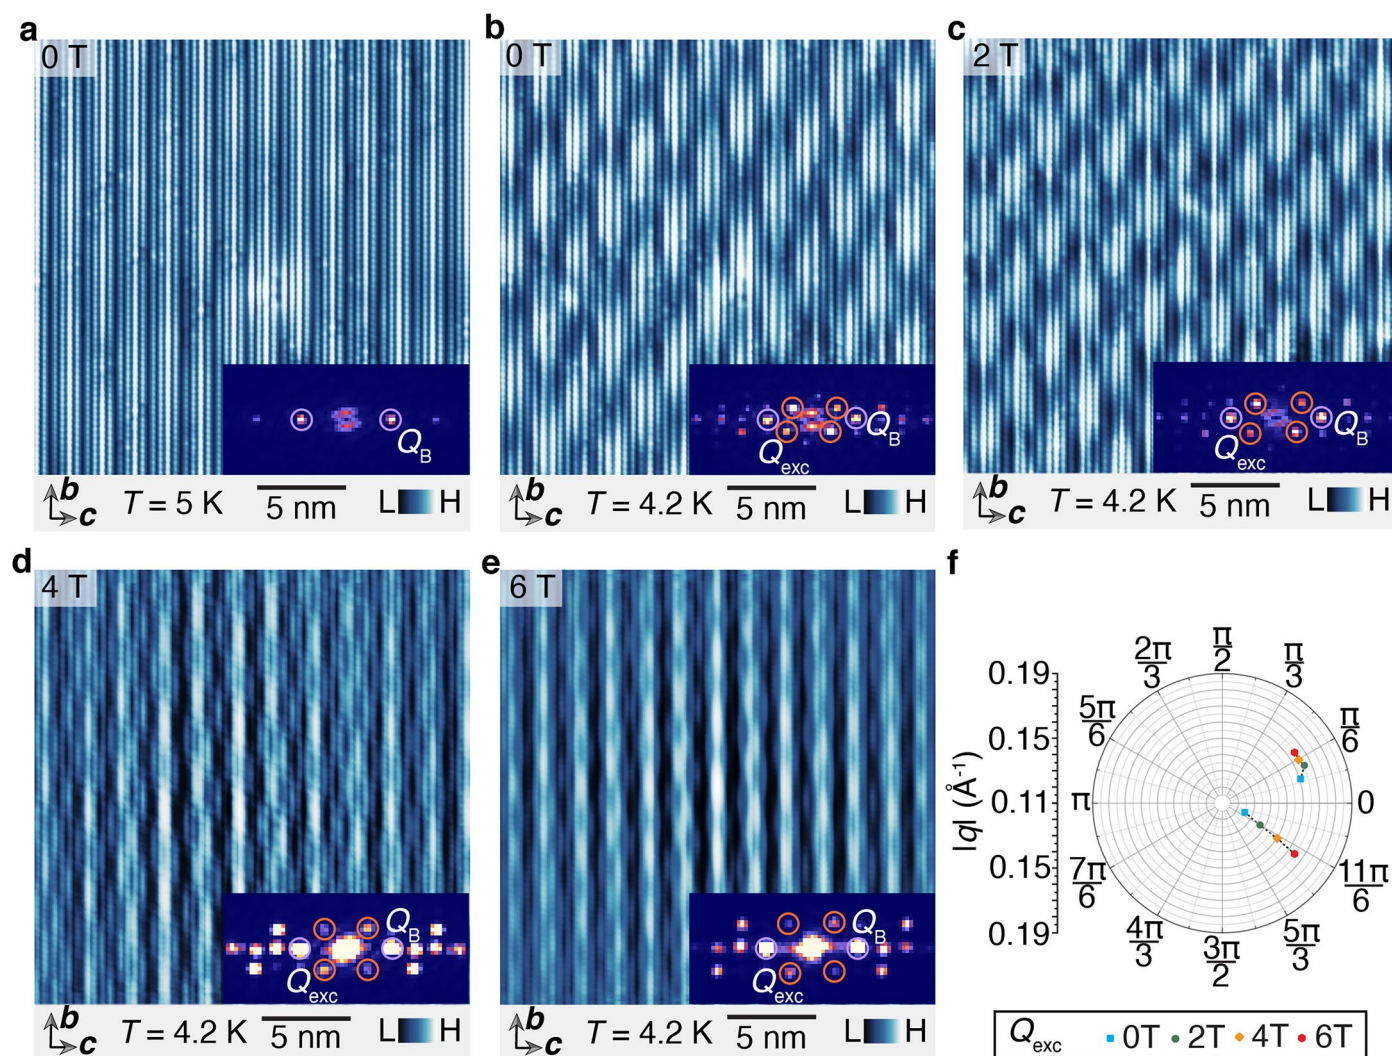 a
0 T
Q_B
b
c
T = 5 K
5 nm
L H
b
0 T
Q_B
Q_exc
b
c
T = 4.2 K
5 nm
L H
c
2 T
Q_B
Q_exc
b
c
T = 4.2 K
5 nm
L H
d
4 T
Q_B
Q_exc
b
c
T = 4.2 K
5 nm
L H
e
6 T
Q_B
Q_exc
b
c
T = 4.2 K
5 nm
L H
f
0.19
0.15
0.11
0.15
0.19
|q| (Å⁻¹)
π/2
π/3
π/6
0
11π/6
5π/3
3π/2
4π/3
7π/6
π
5π/6
2π/3
Q_exc 0T 2T 4T 6T